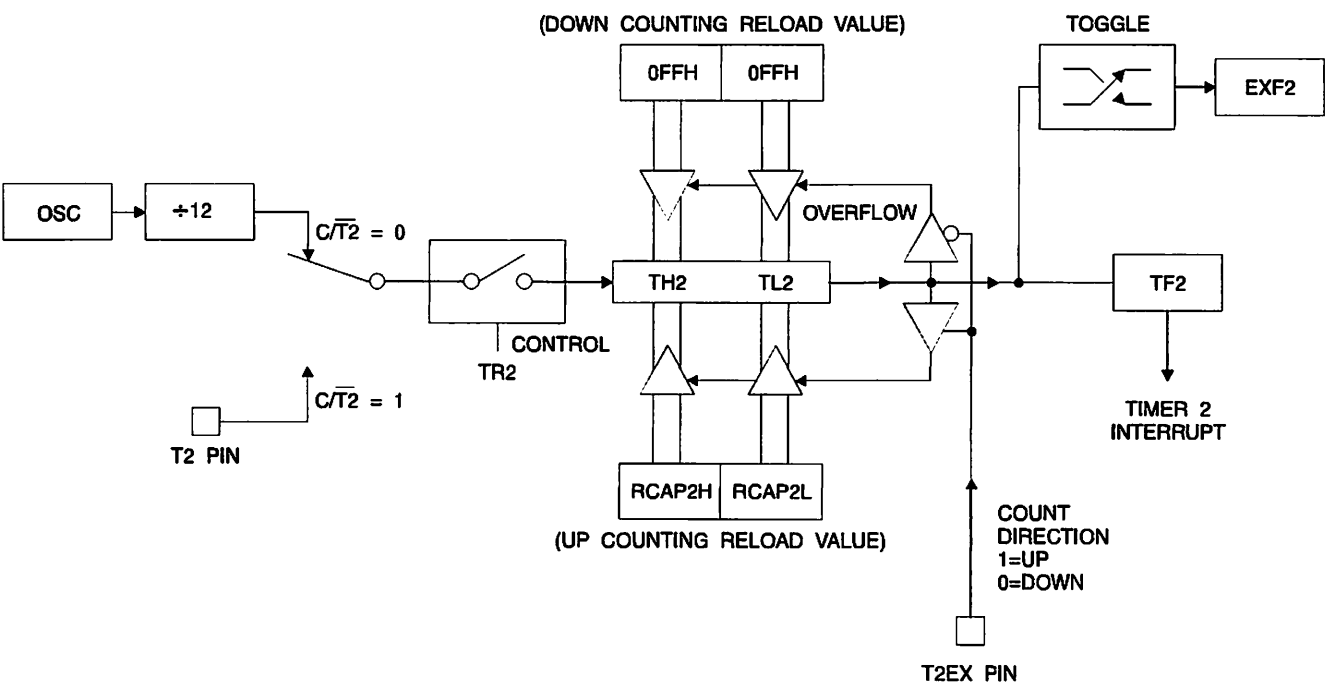 (DOWN COUNTING RELOAD VALUE)
TOGGLE
0FFH 0FFH
EXF2
OSC
÷12
OVERFLOW
C/T2̅ = 0
TH2 TL2
TF2
CONTROL
TR2
C/T2̅ = 1
T2 PIN
TIMER 2
INTERRUPT
RCAP2H RCAP2L
(UP COUNTING RELOAD VALUE)
COUNT
DIRECTION
1=UP
0=DOWN
T2EX PIN